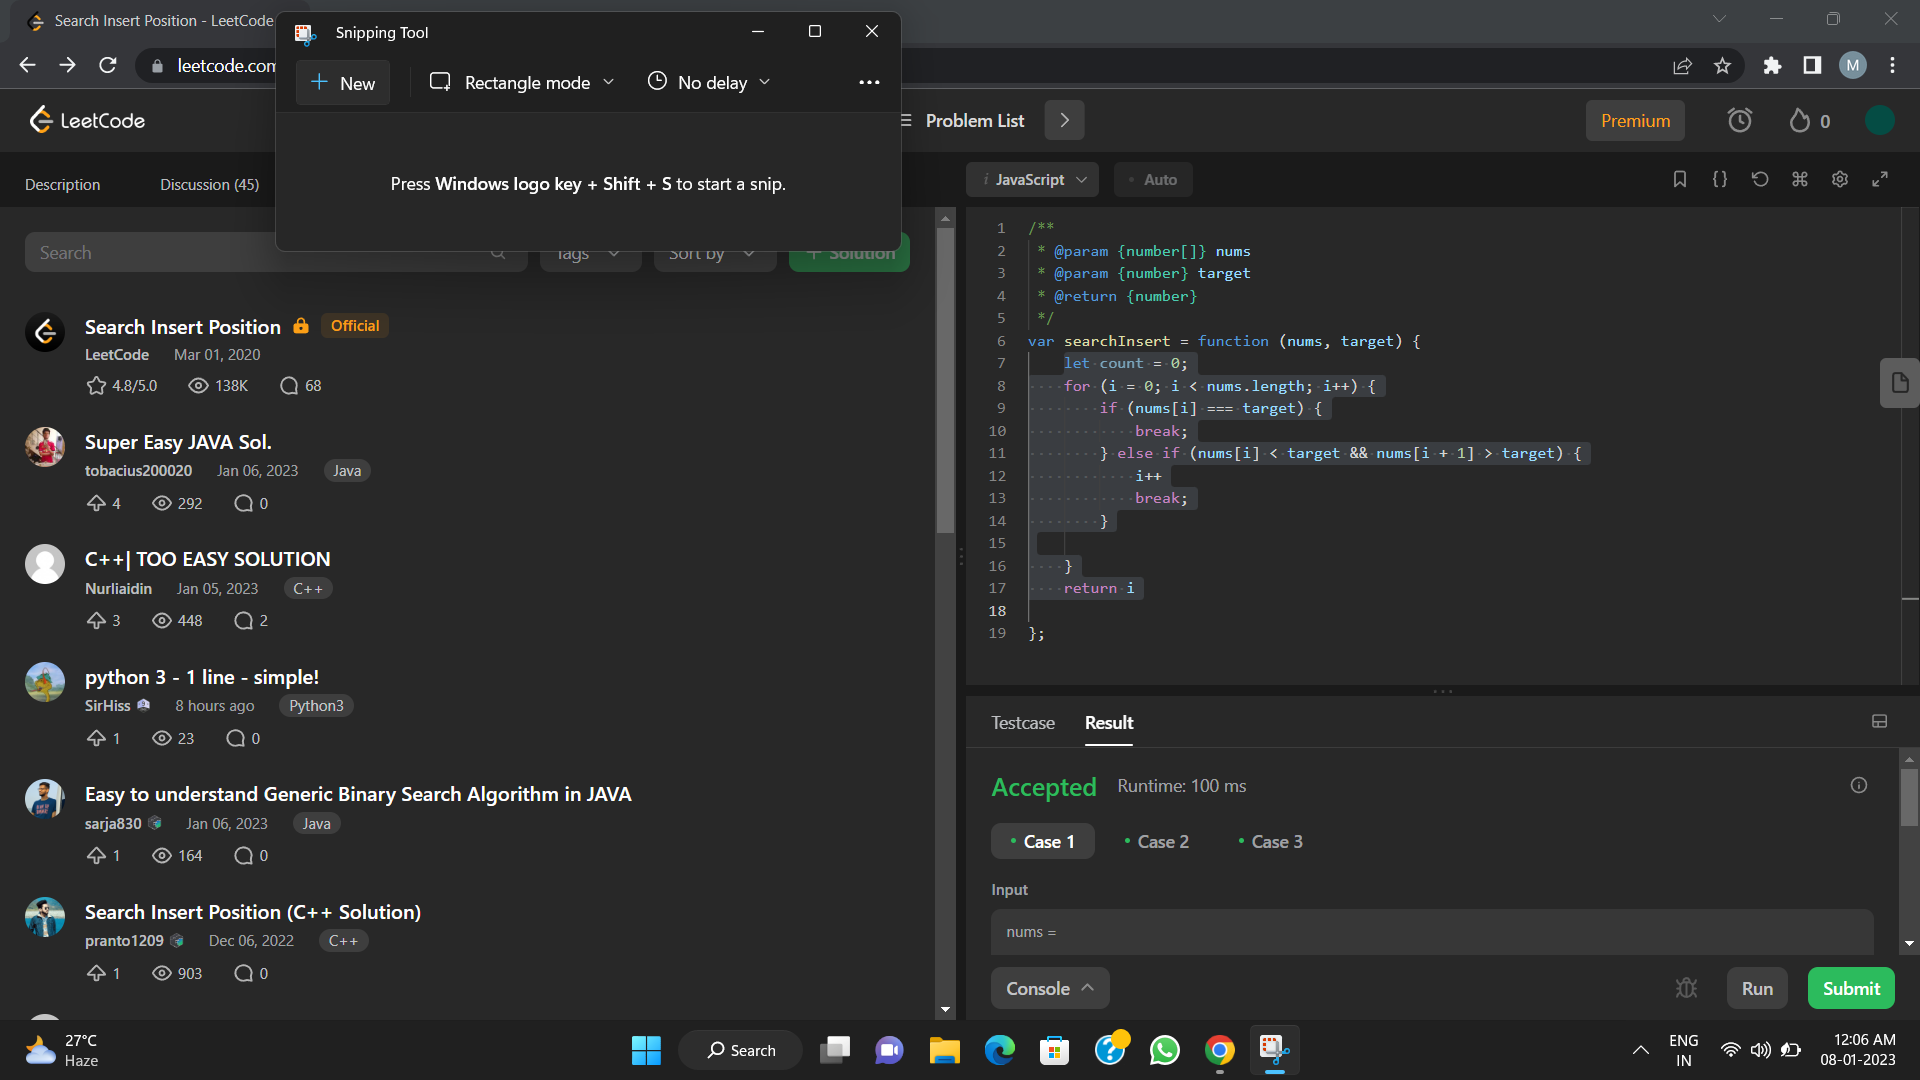 Search Insert Position - LeetCode
leetcode.com
M
Snipping Tool
New
Rectangle mode
No delay
Press Windows logo key + Shift + S to start a snip.
LeetCode
Problem List
Premium
0
Description
Discussion (45)
JavaScript
Auto
Search
Tags
Sort by
+ Solution
Search Insert Position
Official
LeetCode Mar 01, 2020
4.8/5.0 138K 68
Super Easy JAVA Sol.
tobacius200020 Jan 06, 2023 Java
4 292 0
C++| TOO EASY SOLUTION
Nurliaidin Jan 05, 2023 C++
3 448 2
python 3 - 1 line - simple!
SirHiss 8 hours ago Python3
1 23 0
Easy to understand Generic Binary Search Algorithm in JAVA
sarja830 Jan 06, 2023 Java
1 164 0
Search Insert Position (C++ Solution)
pranto1209 Dec 06, 2022 C++
1 903 0
1 /**
2 * @param {number[]} nums
3 * @param {number} target
4 * @return {number}
5 */
6 var searchInsert = function (nums, target) {
7 let count = 0;
8 for (i = 0; i < nums.length; i++) {
9 if (nums[i] === target) {
10 break;
11 } else if (nums[i] < target && nums[i + 1] > target) {
12 i++
13 break;
14 }
15
16 }
17 return i
18
19 };
Testcase
Result
Accepted Runtime: 100 ms
Case 1
Case 2
Case 3
Input
nums =
Console
Run
Submit
27°C
Haze
Search
ENG
IN
12:06 AM
08-01-2023